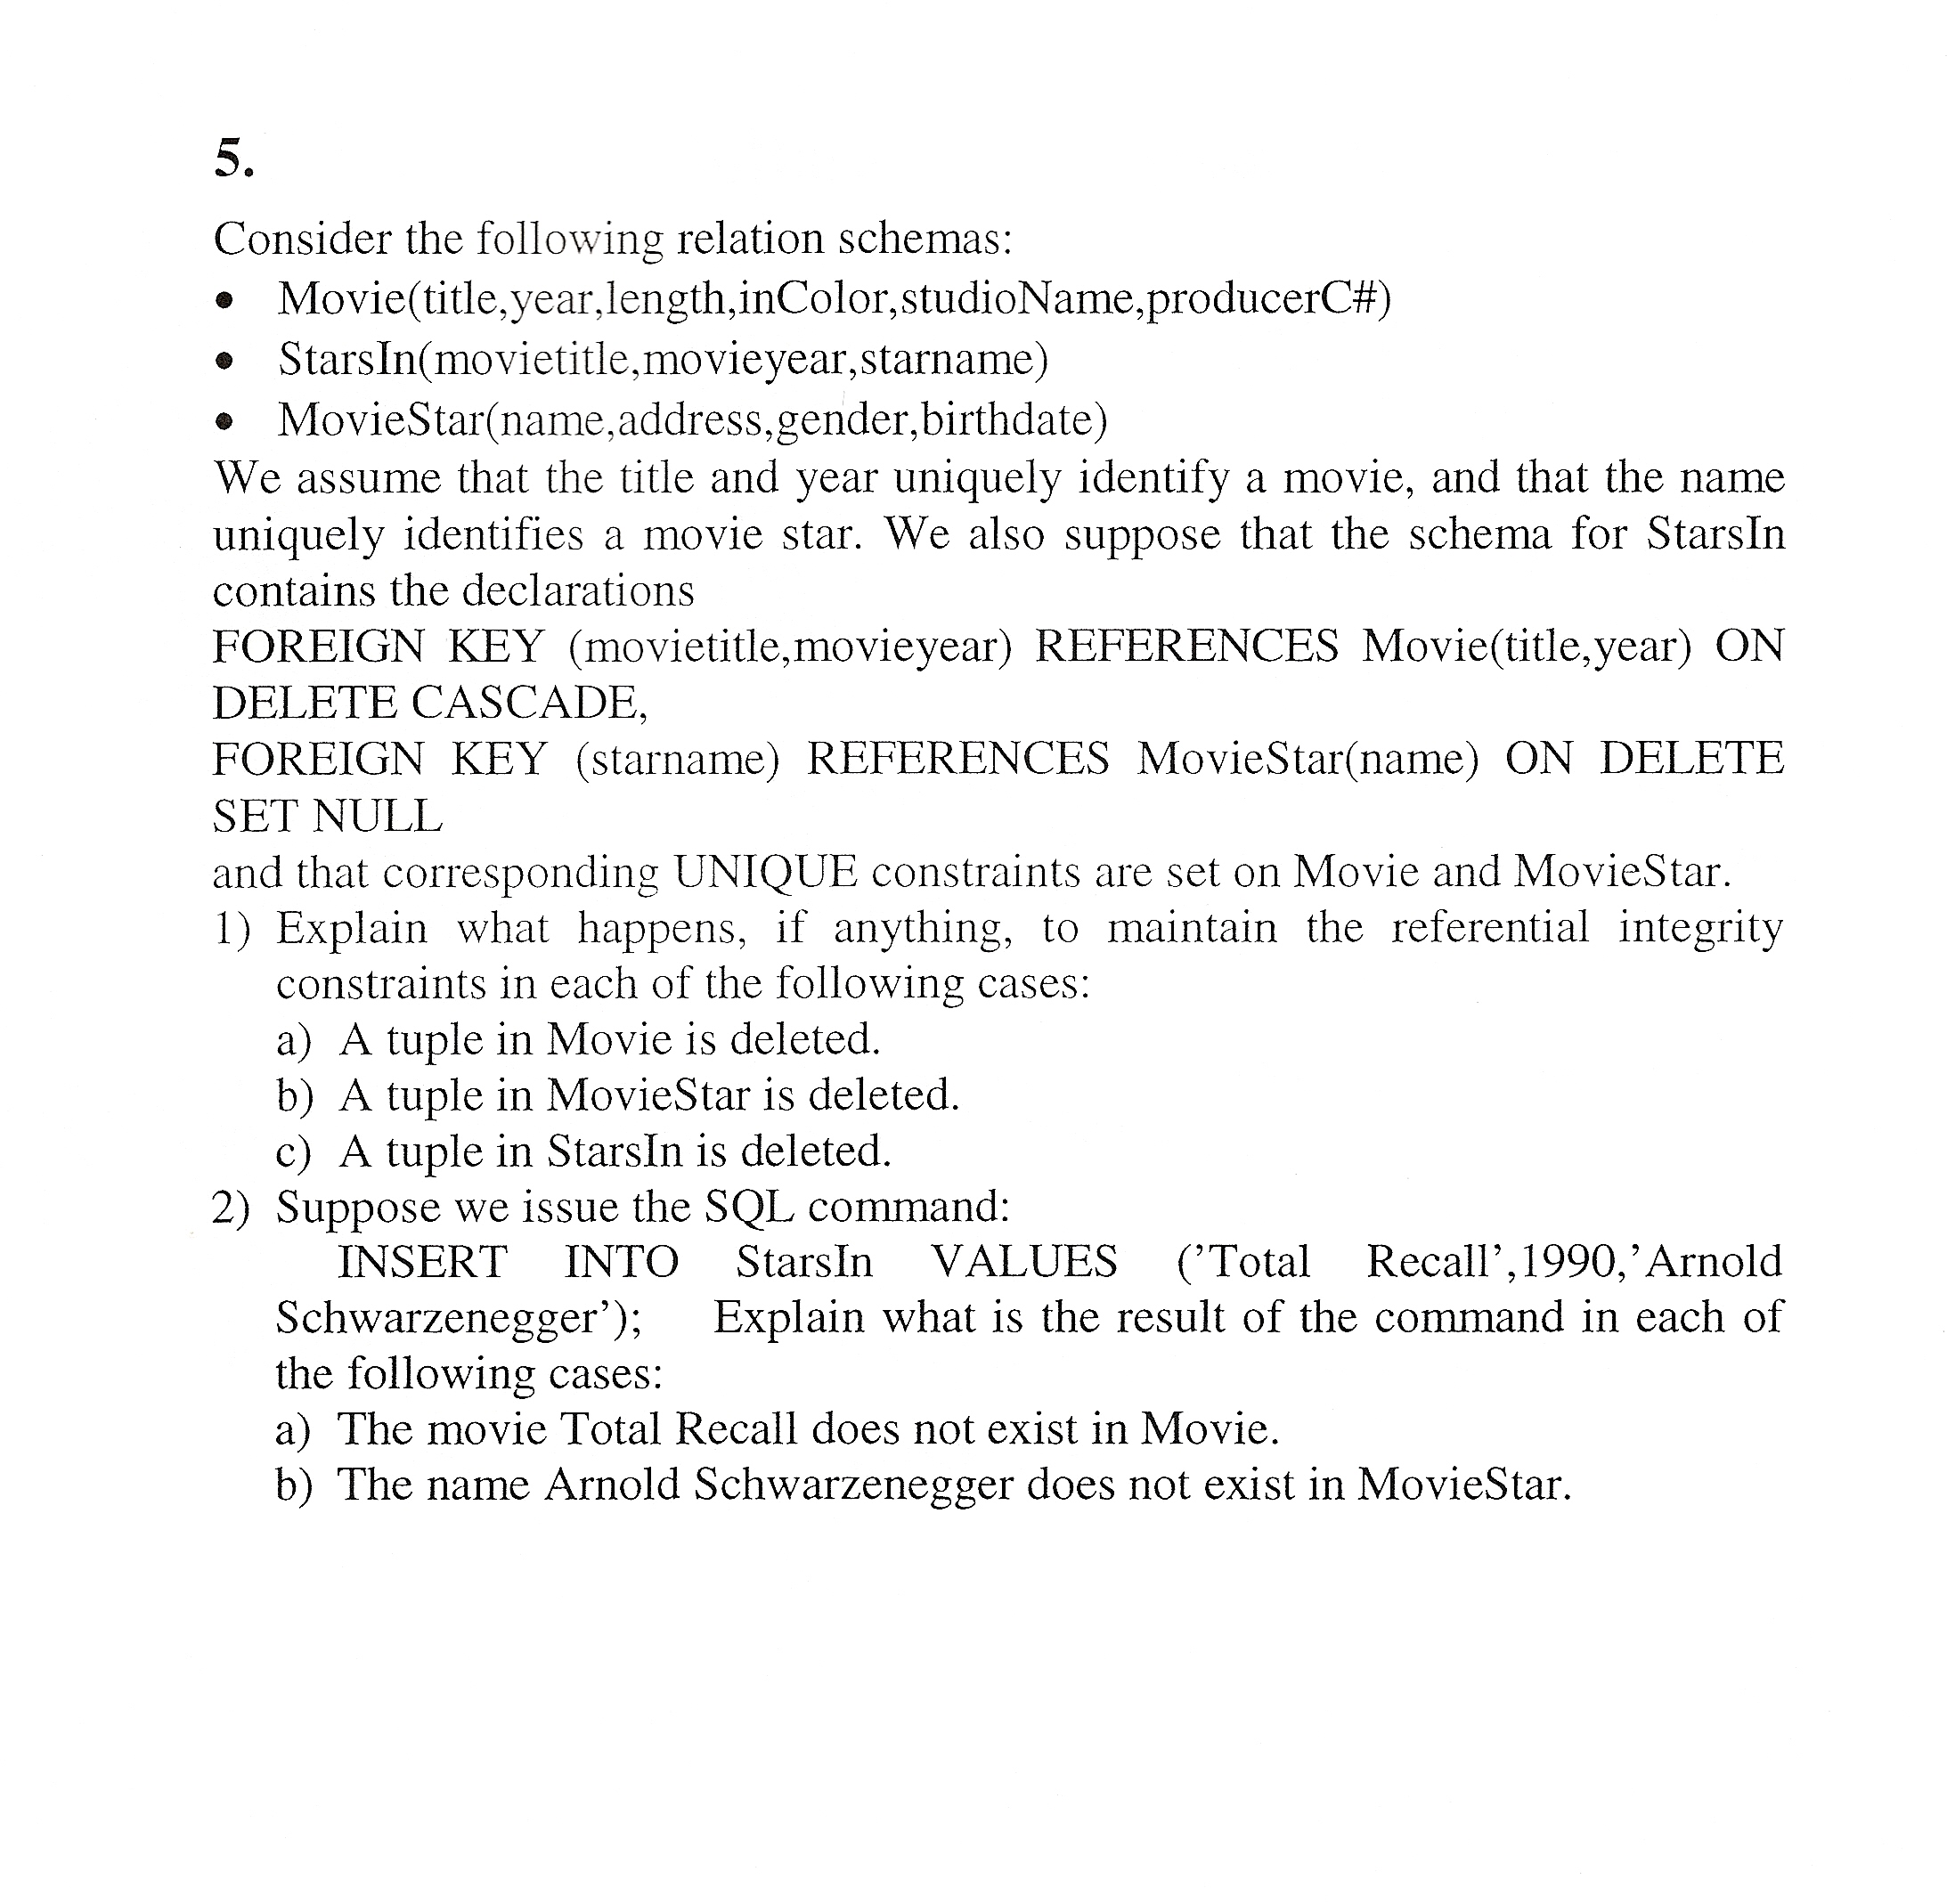 5.
Consider the following relation schemas:
• Movie(title,year,length,inColor,studioName,producerC#)
• StarsIn(movietitle,movieyear,starname)
• MovieStar(name,address,gender,birthdate)
We assume that the title and year uniquely identify a movie, and that the name
uniquely identifies a movie star. We also suppose that the schema for StarsIn
contains the declarations
FOREIGN KEY (movietitle,movieyear) REFERENCES Movie(title,year) ON
DELETE CASCADE,
FOREIGN KEY (starname) REFERENCES MovieStar(name) ON DELETE
SET NULL
and that corresponding UNIQUE constraints are set on Movie and MovieStar.
1) Explain what happens, if anything, to maintain the referential integrity
constraints in each of the following cases:
a) A tuple in Movie is deleted.
b) A tuple in MovieStar is deleted.
c) A tuple in StarsIn is deleted.
2) Suppose we issue the SQL command:
INSERT INTO StarsIn VALUES (’Total Recall’,1990,’Arnold
Schwarzenegger’); Explain what is the result of the command in each of
the following cases:
a) The movie Total Recall does not exist in Movie.
b) The name Arnold Schwarzenegger does not exist in MovieStar.